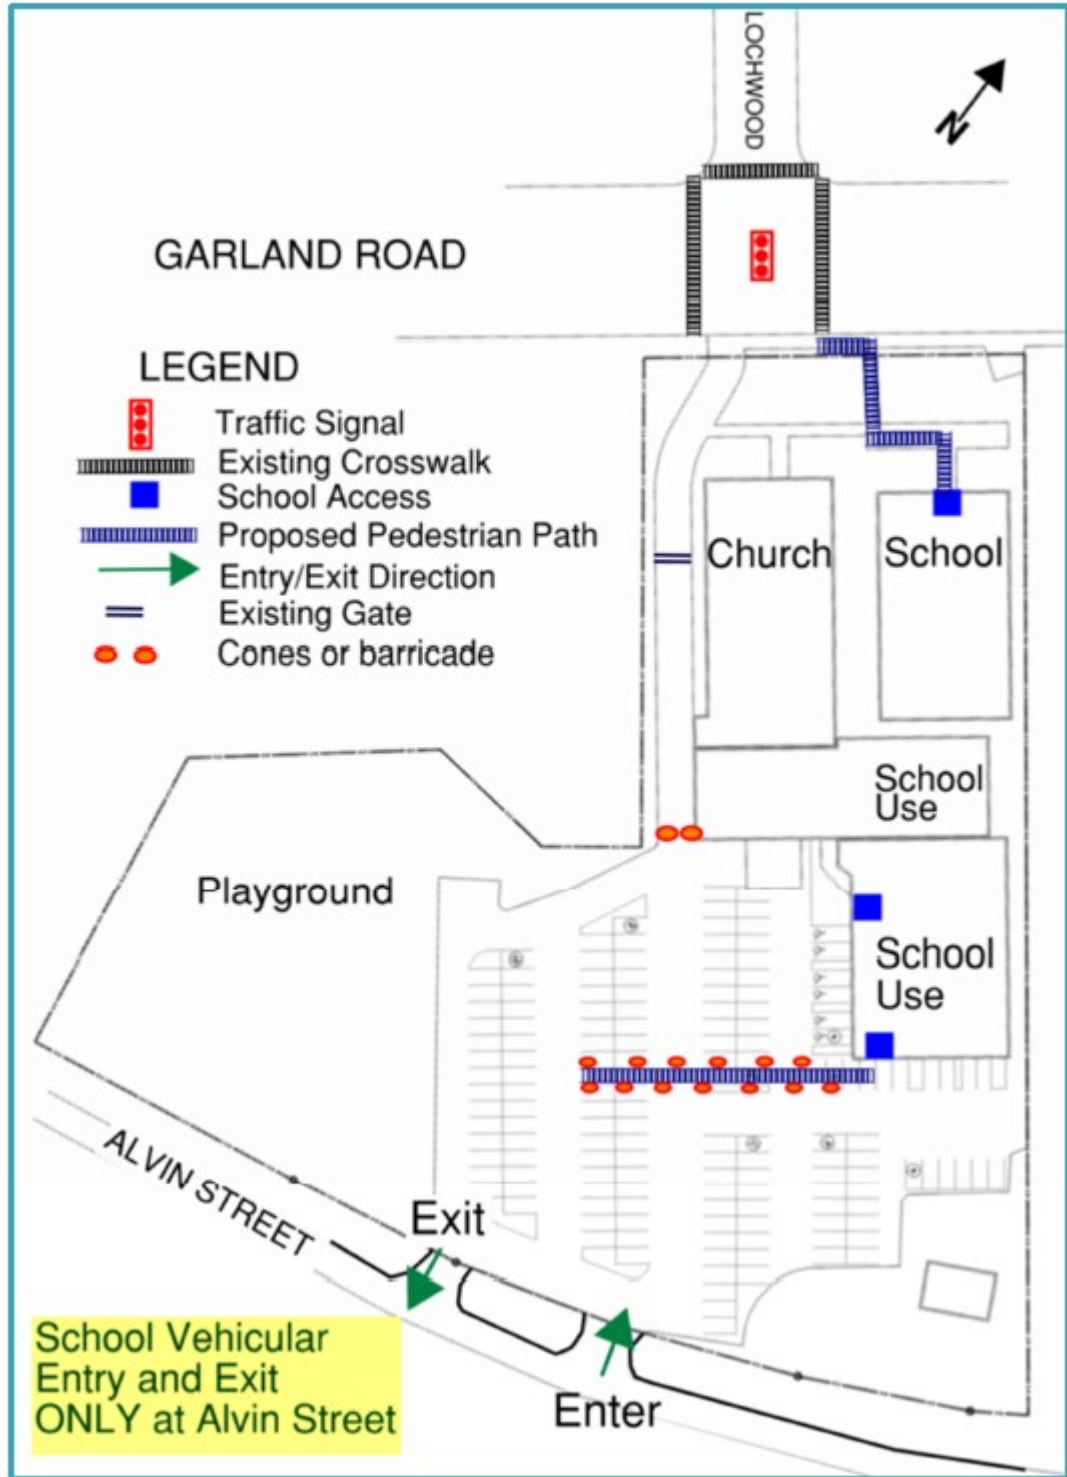 LOCHWOOD
N
GARLAND ROAD
LEGEND
Traffic Signal
Existing Crosswalk
School Access
Proposed Pedestrian Path
Entry/Exit Direction
Existing Gate
Cones or barricade
Church
School
School
Use
Playground
School
Use
ALVIN STREET
Exit
Enter
School Vehicular
Entry and Exit
ONLY at Alvin Street